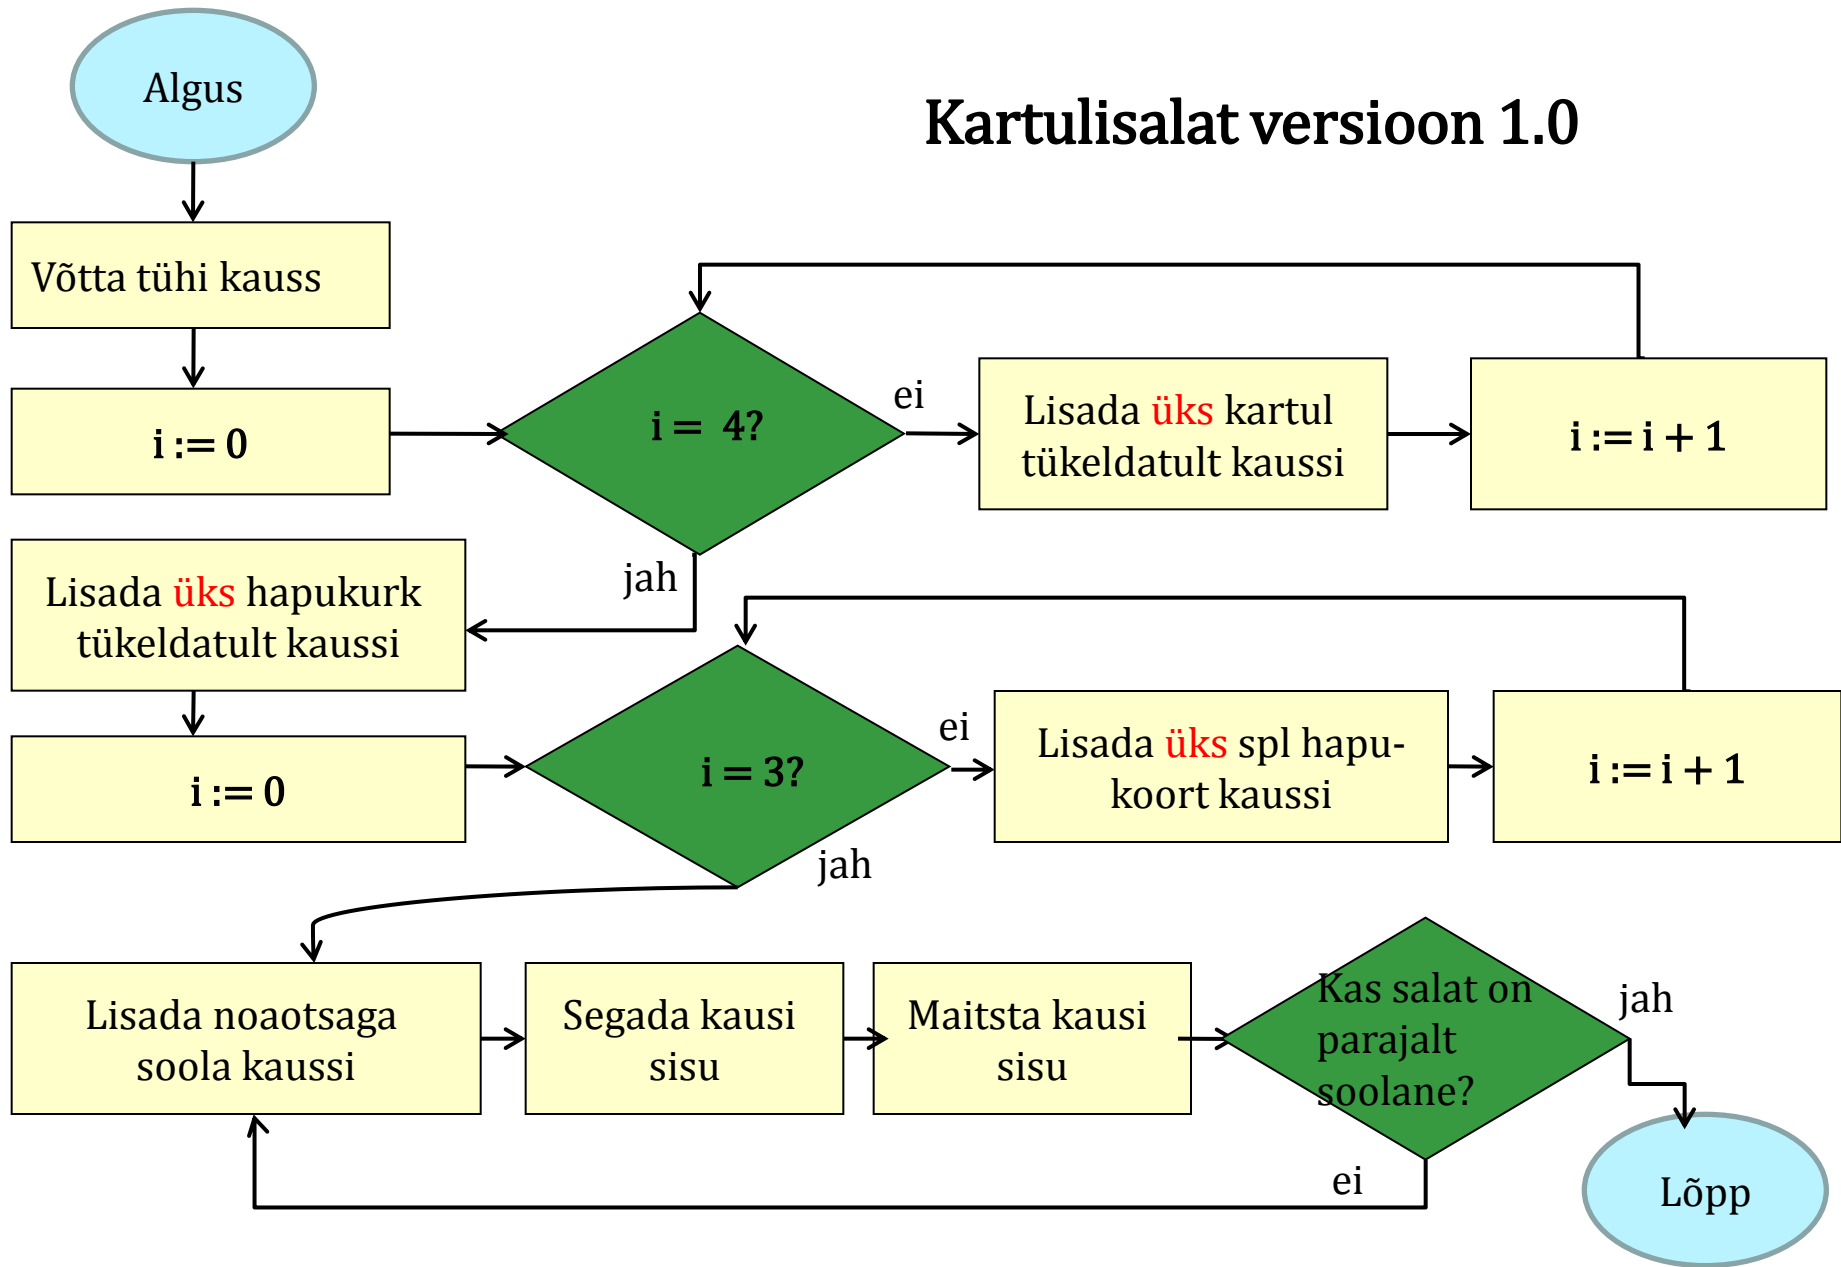 Algus
Kartulisalat versioon 1.0
Võtta tühi kauss
i := 0
i = 4?
ei
Lisada üks kartul
tükeldatult kaussi
i := i + 1
jah
Lisada üks hapukurk
tükeldatult kaussi
i := 0
i = 3?
ei
Lisada üks spl hapu-
koort kaussi
i := i + 1
jah
Lisada noaotsaga
soola kaussi
Segada kausi
sisu
Maitsta kausi
sisu
Kas salat on
parajalt
soolane?
jah
ei
Lõpp